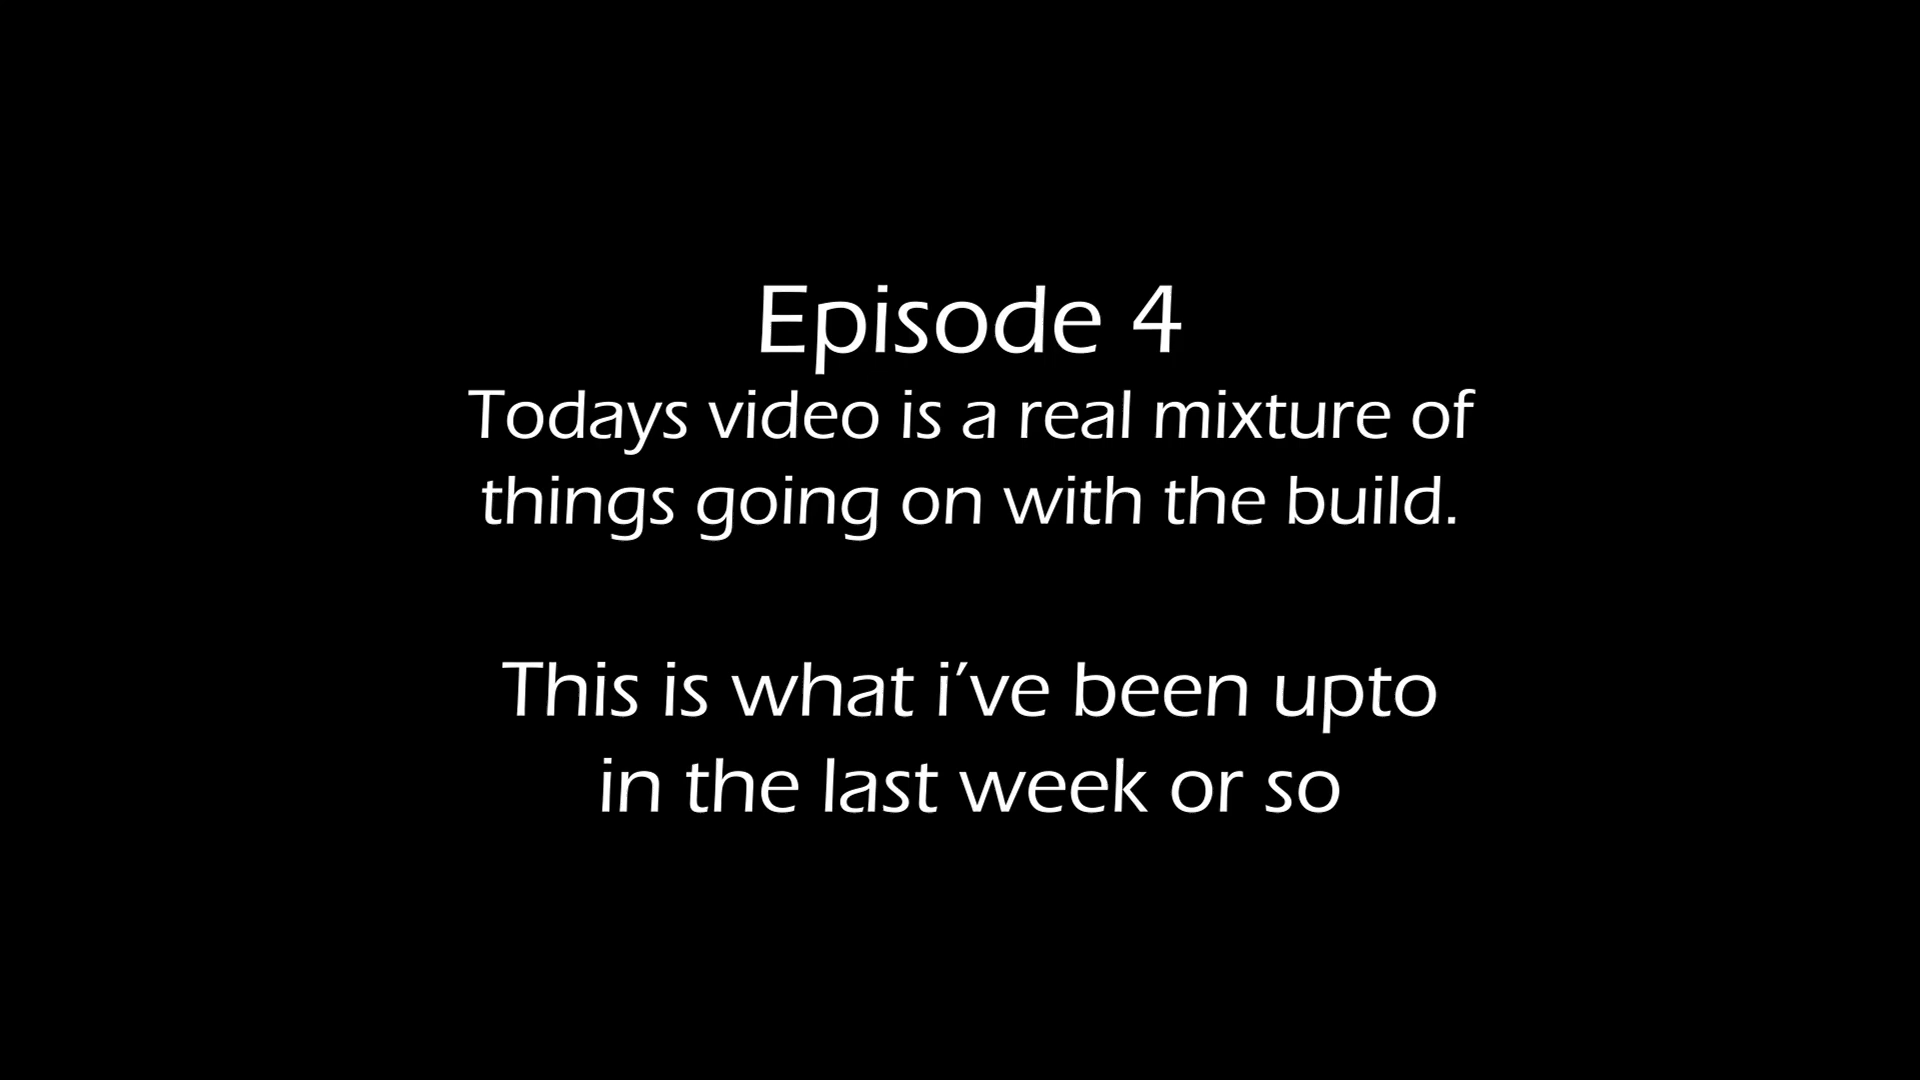 Episode 4
Todays video is a real mixture of
things going on with the build.
This is what i've been upto
in the last week or so